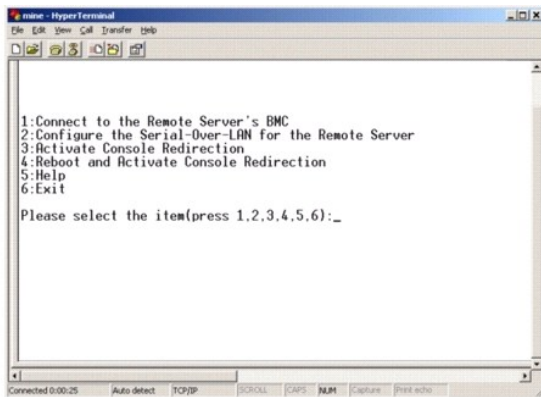 mine - HyperTerminal
File Edit View Call Transfer Help
1:Connect to the Remote Server's BMC
2:Configure the Serial-Over-LAN for the Remote Server
3:Activate Console Redirection
4:Reboot and Activate Console Redirection
5:Help
6:Exit
Please select the item(press 1,2,3,4,5,6):_
Connected 0:00:25 Auto detect TCP/IP SCROLL CAPS NUM Capture Print echo